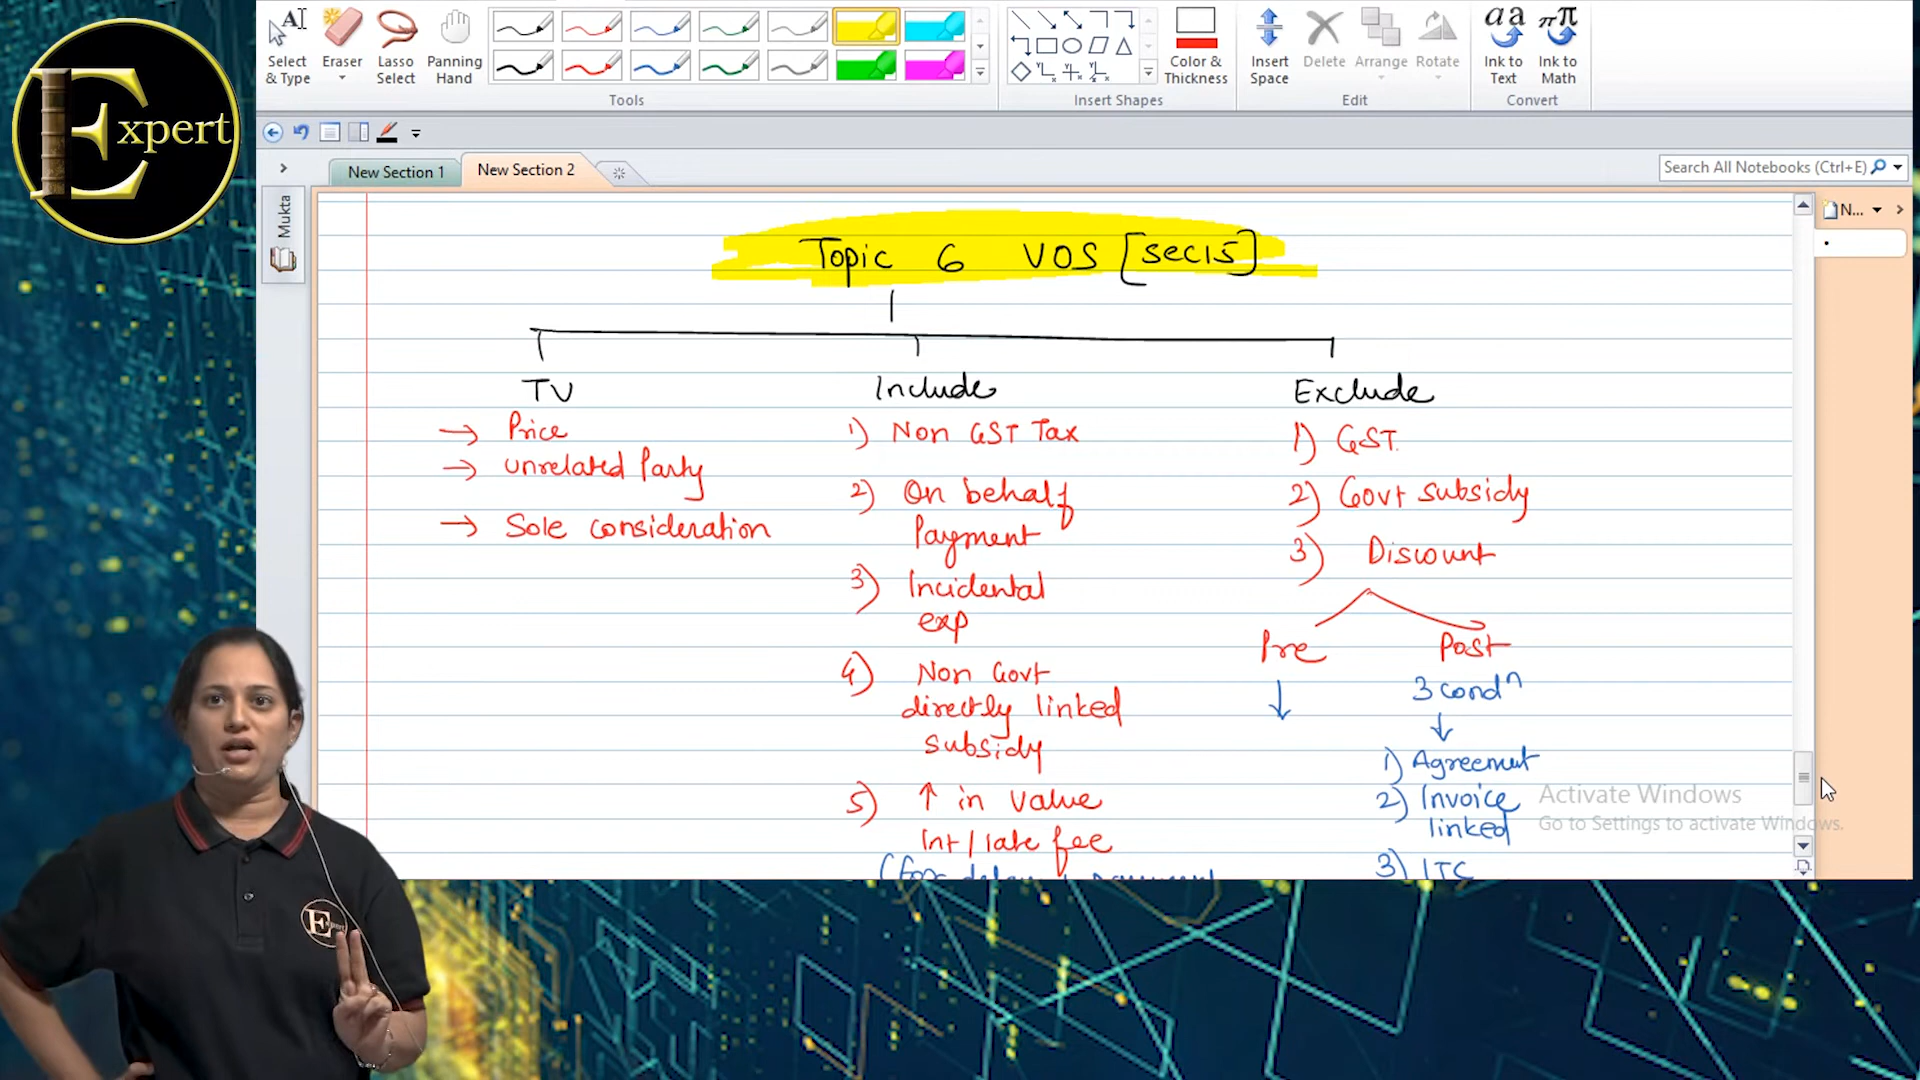 Expert
Select
& Type
Eraser
Lasso
Select
Panning
Hand
Tools
Insert Shapes
Color &
Thickness
Insert
Space
Delete
Arrange
Rotate
Edit
Ink to
Text
Ink to
Math
Convert
New Section 1
New Section 2
Search All Notebooks (Ctrl+E)
Mukta
N...
Topic 6 VOS [sec15]
TV
→ Price
→ unrelated Party
→ Sole consideration
Include
1) Non GST Tax
2) On behalf
Payment
3) Incidental
exp
4) Non Govt
directly linked
subsidy
5) ↑ in value
Int / late fee
(for delay payment
Exclude
1) GST.
2) Govt subsidy
3) Discount
Pre
↓
Post
3 condn
↓
1) Agreement
2) Invoice
linked
3) ITC
Activate Windows
Go to Settings to activate Windows.
Expert